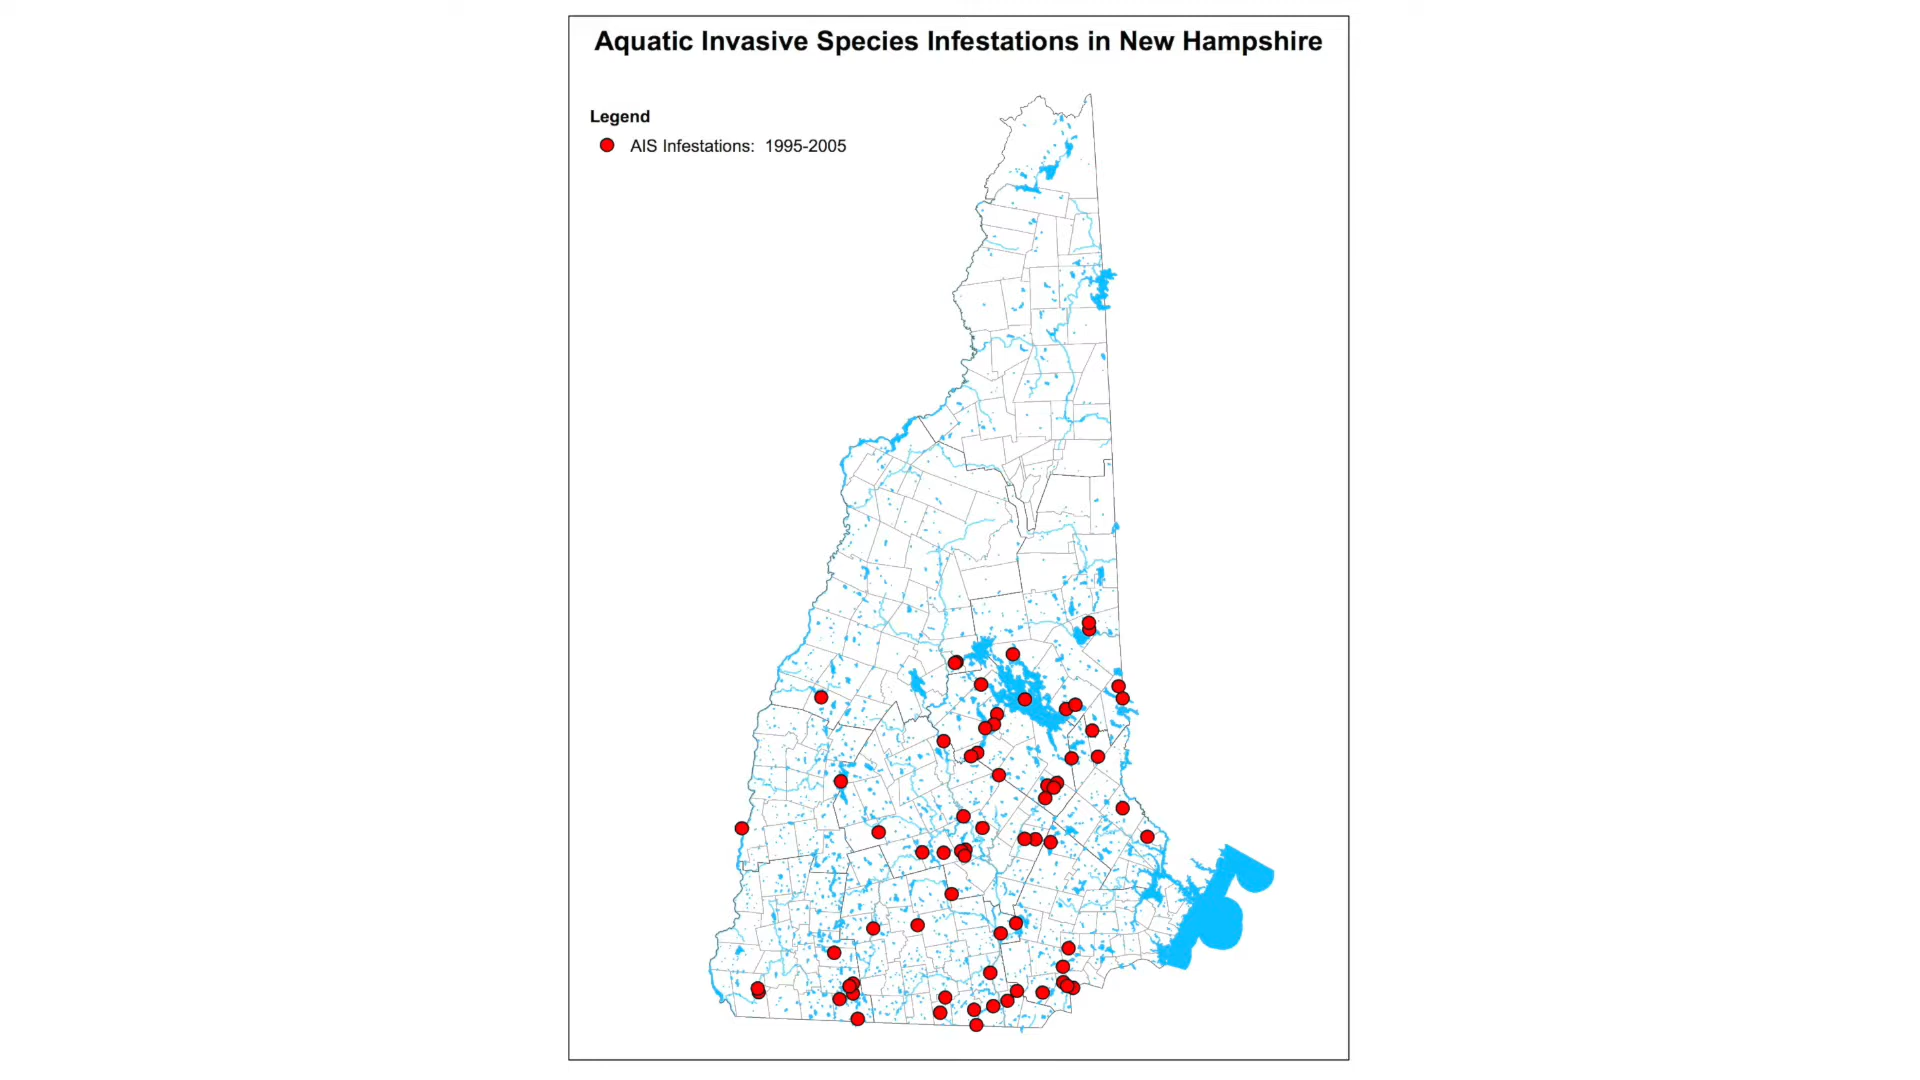 Aquatic Invasive Species Infestations in New Hampshire
Legend
AIS Infestations: 1995-2005